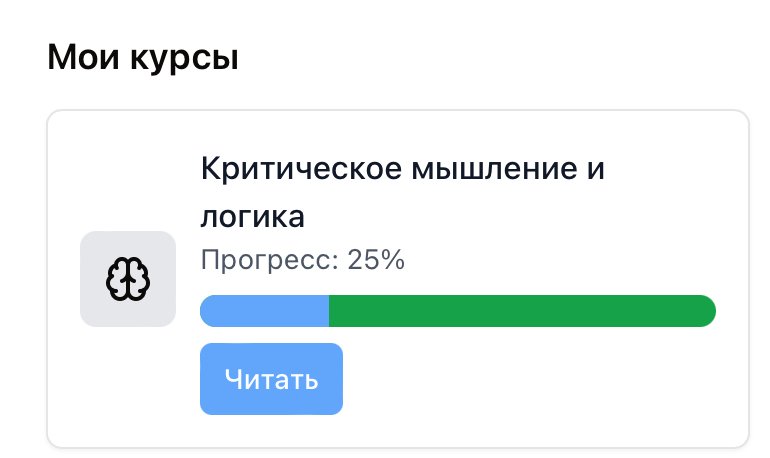 Мои курсы
Критическое мышление и
логика
Прогресс: 25%
Читать